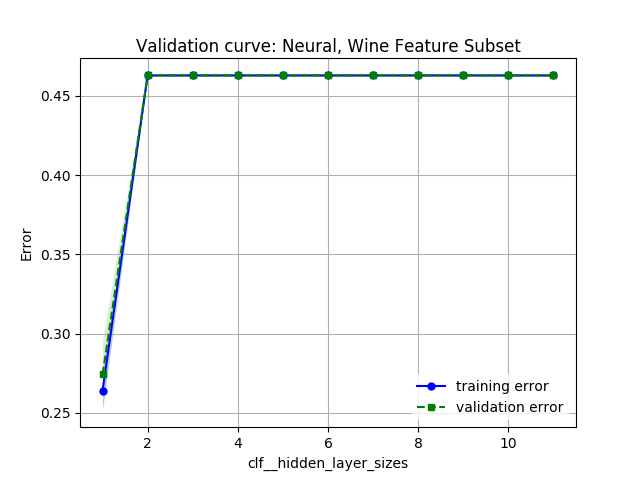 Validation curve: Neural, Wine Feature Subset
Error
0.45
0.40
0.35
0.30
0.25
training error
validation error
2 4 6 8 10
clf__hidden_layer_sizes